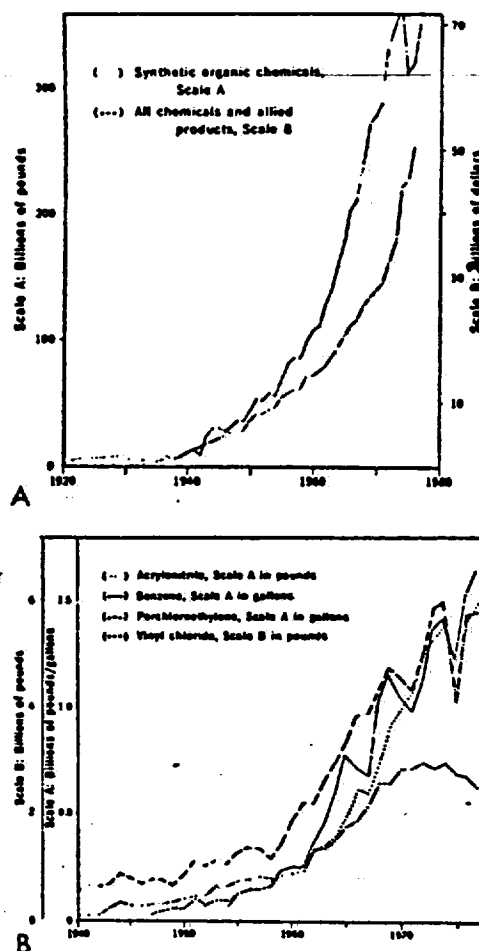 ( ) Synthetic organic chemicals,
Scale A
(---) All chemicals and allied
products, Scale B
Scale A: Billions of pounds
300
200
100
0
Scale B: Billions of dollars
70
50
30
10
1920
1940
1960
1980
A
(··) Acrylonitrile, Scale A in pounds
(—) Benzene, Scale A in gallons
(---) Perchloroethylene, Scale A in gallons
(---) Vinyl chloride, Scale B in pounds
Scale B: Billions of pounds
6
4
2
0
Scale A: Billions of pounds/gallons
1.5
1.0
0.5
0
1940
1950
1960
1970
B